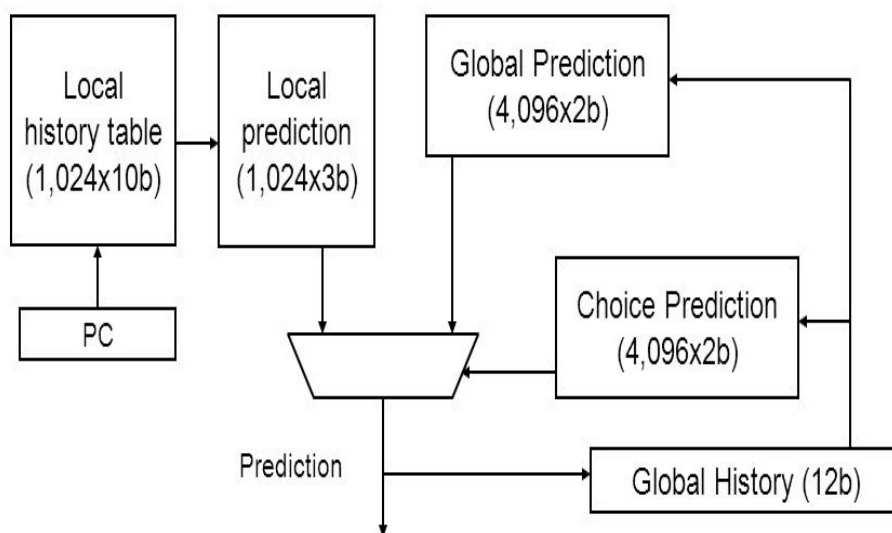 Local
history table
(1,024x10b)
Local
prediction
(1,024x3b)
Global Prediction
(4,096x2b)
PC
Choice Prediction
(4,096x2b)
Prediction
Global History (12b)